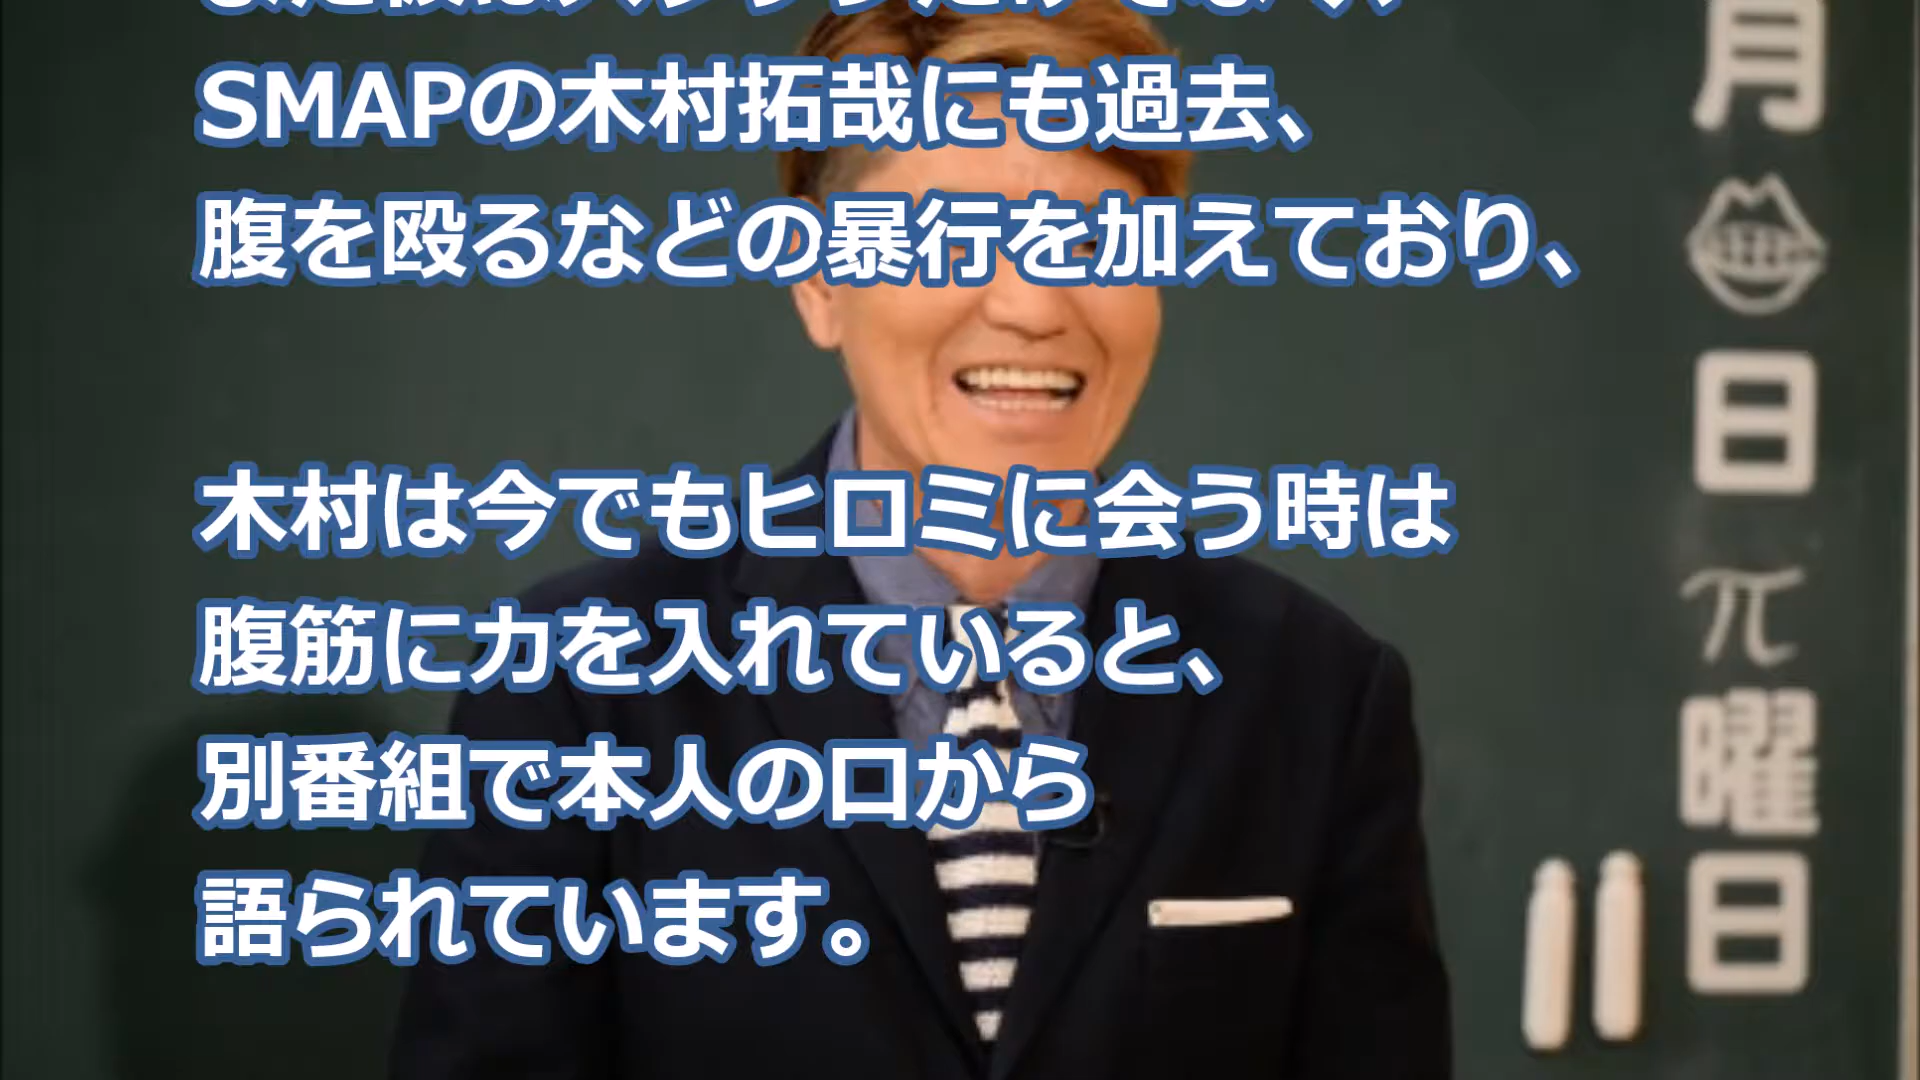 SMAPの木村拓哉にも過去、
腹を殴るなどの暴行を加えており、
木村は今でもヒロミに会う時は
腹筋に力を入れていると、
別番組で本人の口から
語られています。
月
日
π
曜
日